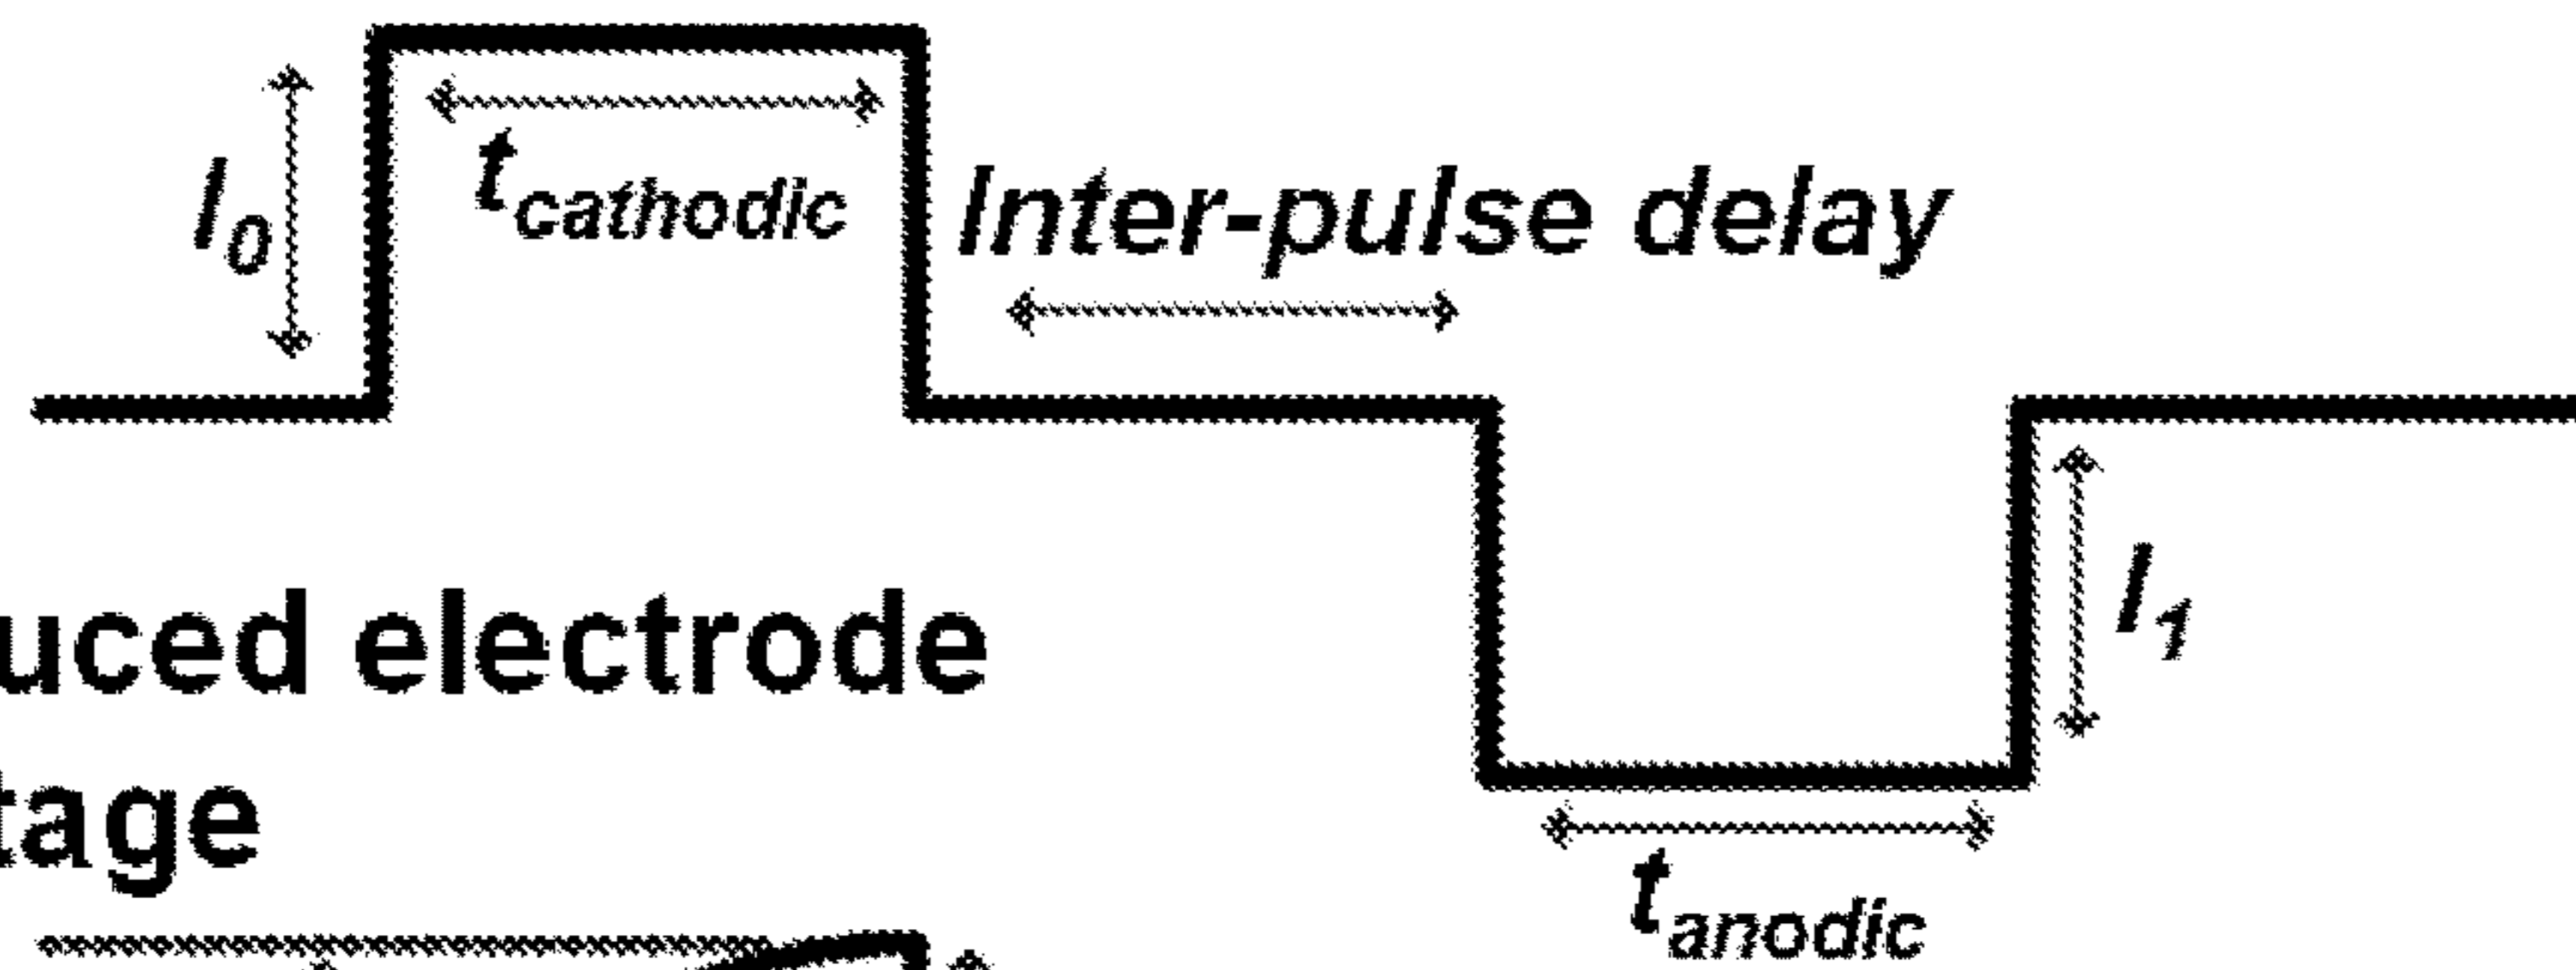 I0
tcathodic
Inter-pulse delay
I1
uced electrode
tage
tanodic